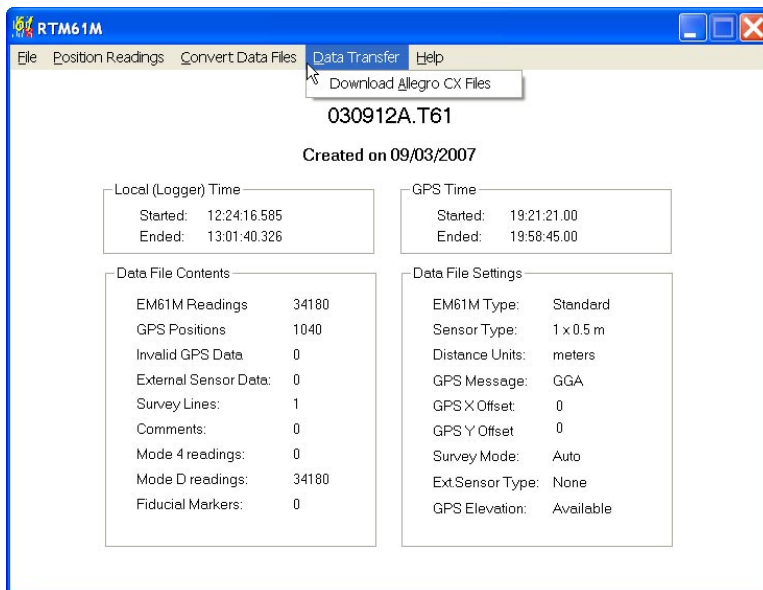 RTM61M
File Position Readings Convert Data Files Data Transfer Help
Download Allegro CX Files
030912A.T61
Created on 09/03/2007
Local (Logger) Time
Started: 12:24:16.585
Ended: 13:01:40.326
GPS Time
Started: 19:21:21.00
Ended: 19:58:45.00
Data File Contents
EM61M Readings 34180
GPS Positions 1040
Invalid GPS Data 0
External Sensor Data: 0
Survey Lines: 1
Comments: 0
Mode 4 readings: 0
Mode D readings: 34180
Fiducial Markers: 0
Data File Settings
EM61M Type: Standard
Sensor Type: 1 x 0.5 m
Distance Units: meters
GPS Message: GGA
GPS X Offset: 0
GPS Y Offset 0
Survey Mode: Auto
Ext.Sensor Type: None
GPS Elevation: Available